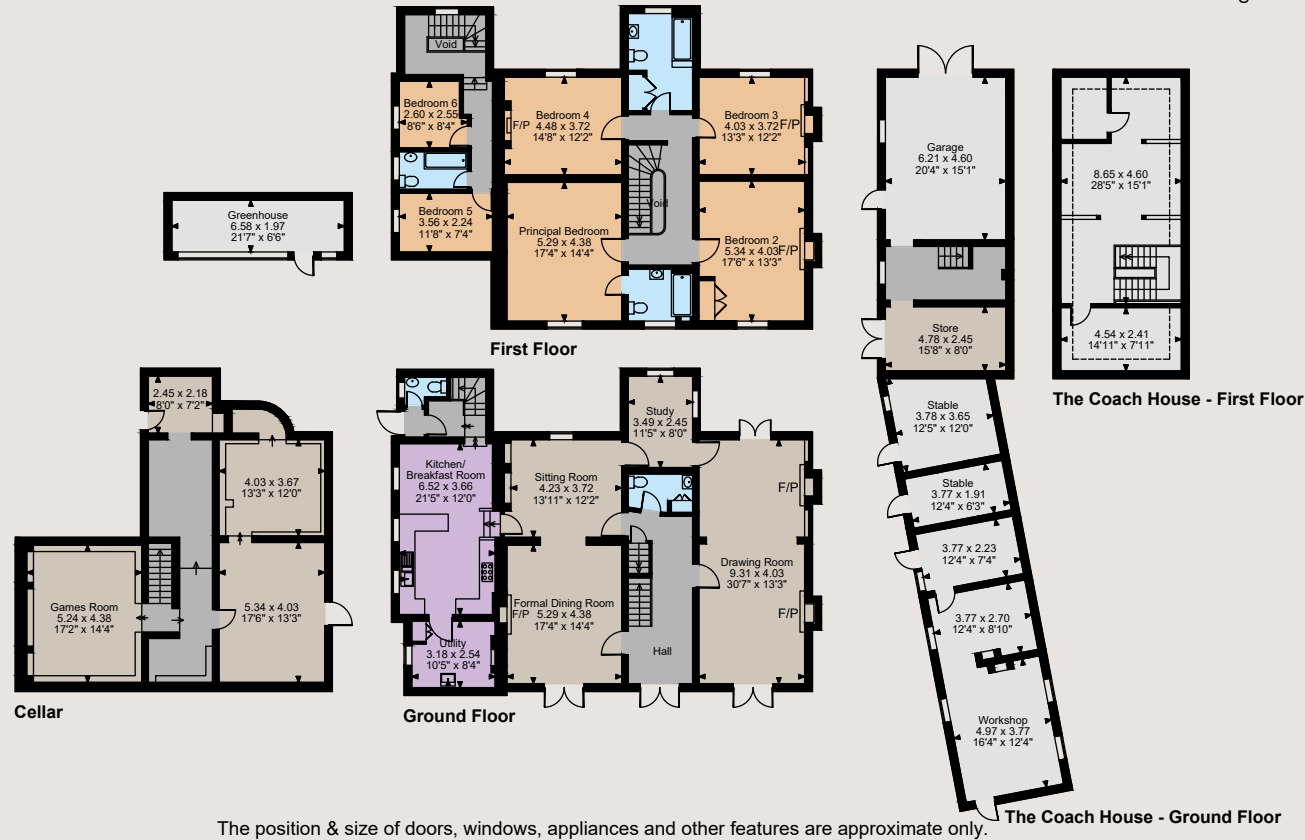 g
Void
Bedroom 6
2.60 x 2.55
8'6" x 8'4"
F/P
Bedroom 4
4.48 x 3.72
14'8" x 12'2"
Bedroom 3
4.03 x 3.72
13'3" x 12'2"
F/P
Bedroom 5
3.56 x 2.24
11'8" x 7'4"
Principal Bedroom
5.29 x 4.38
17'4" x 14'4"
Void
Bedroom 2
5.34 x 4.03
17'6" x 13'3"
F/P
First Floor
Greenhouse
6.58 x 1.97
21'7" x 6'6"
Garage
6.21 x 4.60
20'4" x 15'1"
Store
4.78 x 2.45
15'8" x 8'0"
8.65 x 4.60
28'5" x 15'1"
4.54 x 2.41
14'11" x 7'11"
The Coach House - First Floor
2.45 x 2.18
8'0" x 7'2"
4.03 x 3.67
13'3" x 12'0"
Games Room
5.24 x 4.38
17'2" x 14'4"
5.34 x 4.03
17'6" x 13'3"
Cellar
Kitchen/
Breakfast Room
6.52 x 3.66
21'5" x 12'0"
Sitting Room
4.23 x 3.72
13'11" x 12'2"
Study
3.49 x 2.45
11'5" x 8'0"
F/P
Drawing Room
9.31 x 4.03
30'7" x 13'3"
F/P
Formal Dining Room
F/P
5.29 x 4.38
17'4" x 14'4"
Utility
3.18 x 2.54
10'5" x 8'4"
Hall
Ground Floor
Stable
3.78 x 3.65
12'5" x 12'0"
Stable
3.77 x 1.91
12'4" x 6'3"
3.77 x 2.23
12'4" x 7'4"
3.77 x 2.70
12'4" x 8'10"
Workshop
4.97 x 3.77
16'4" x 12'4"
The Coach House - Ground Floor
The position & size of doors, windows, appliances and other features are approximate only.